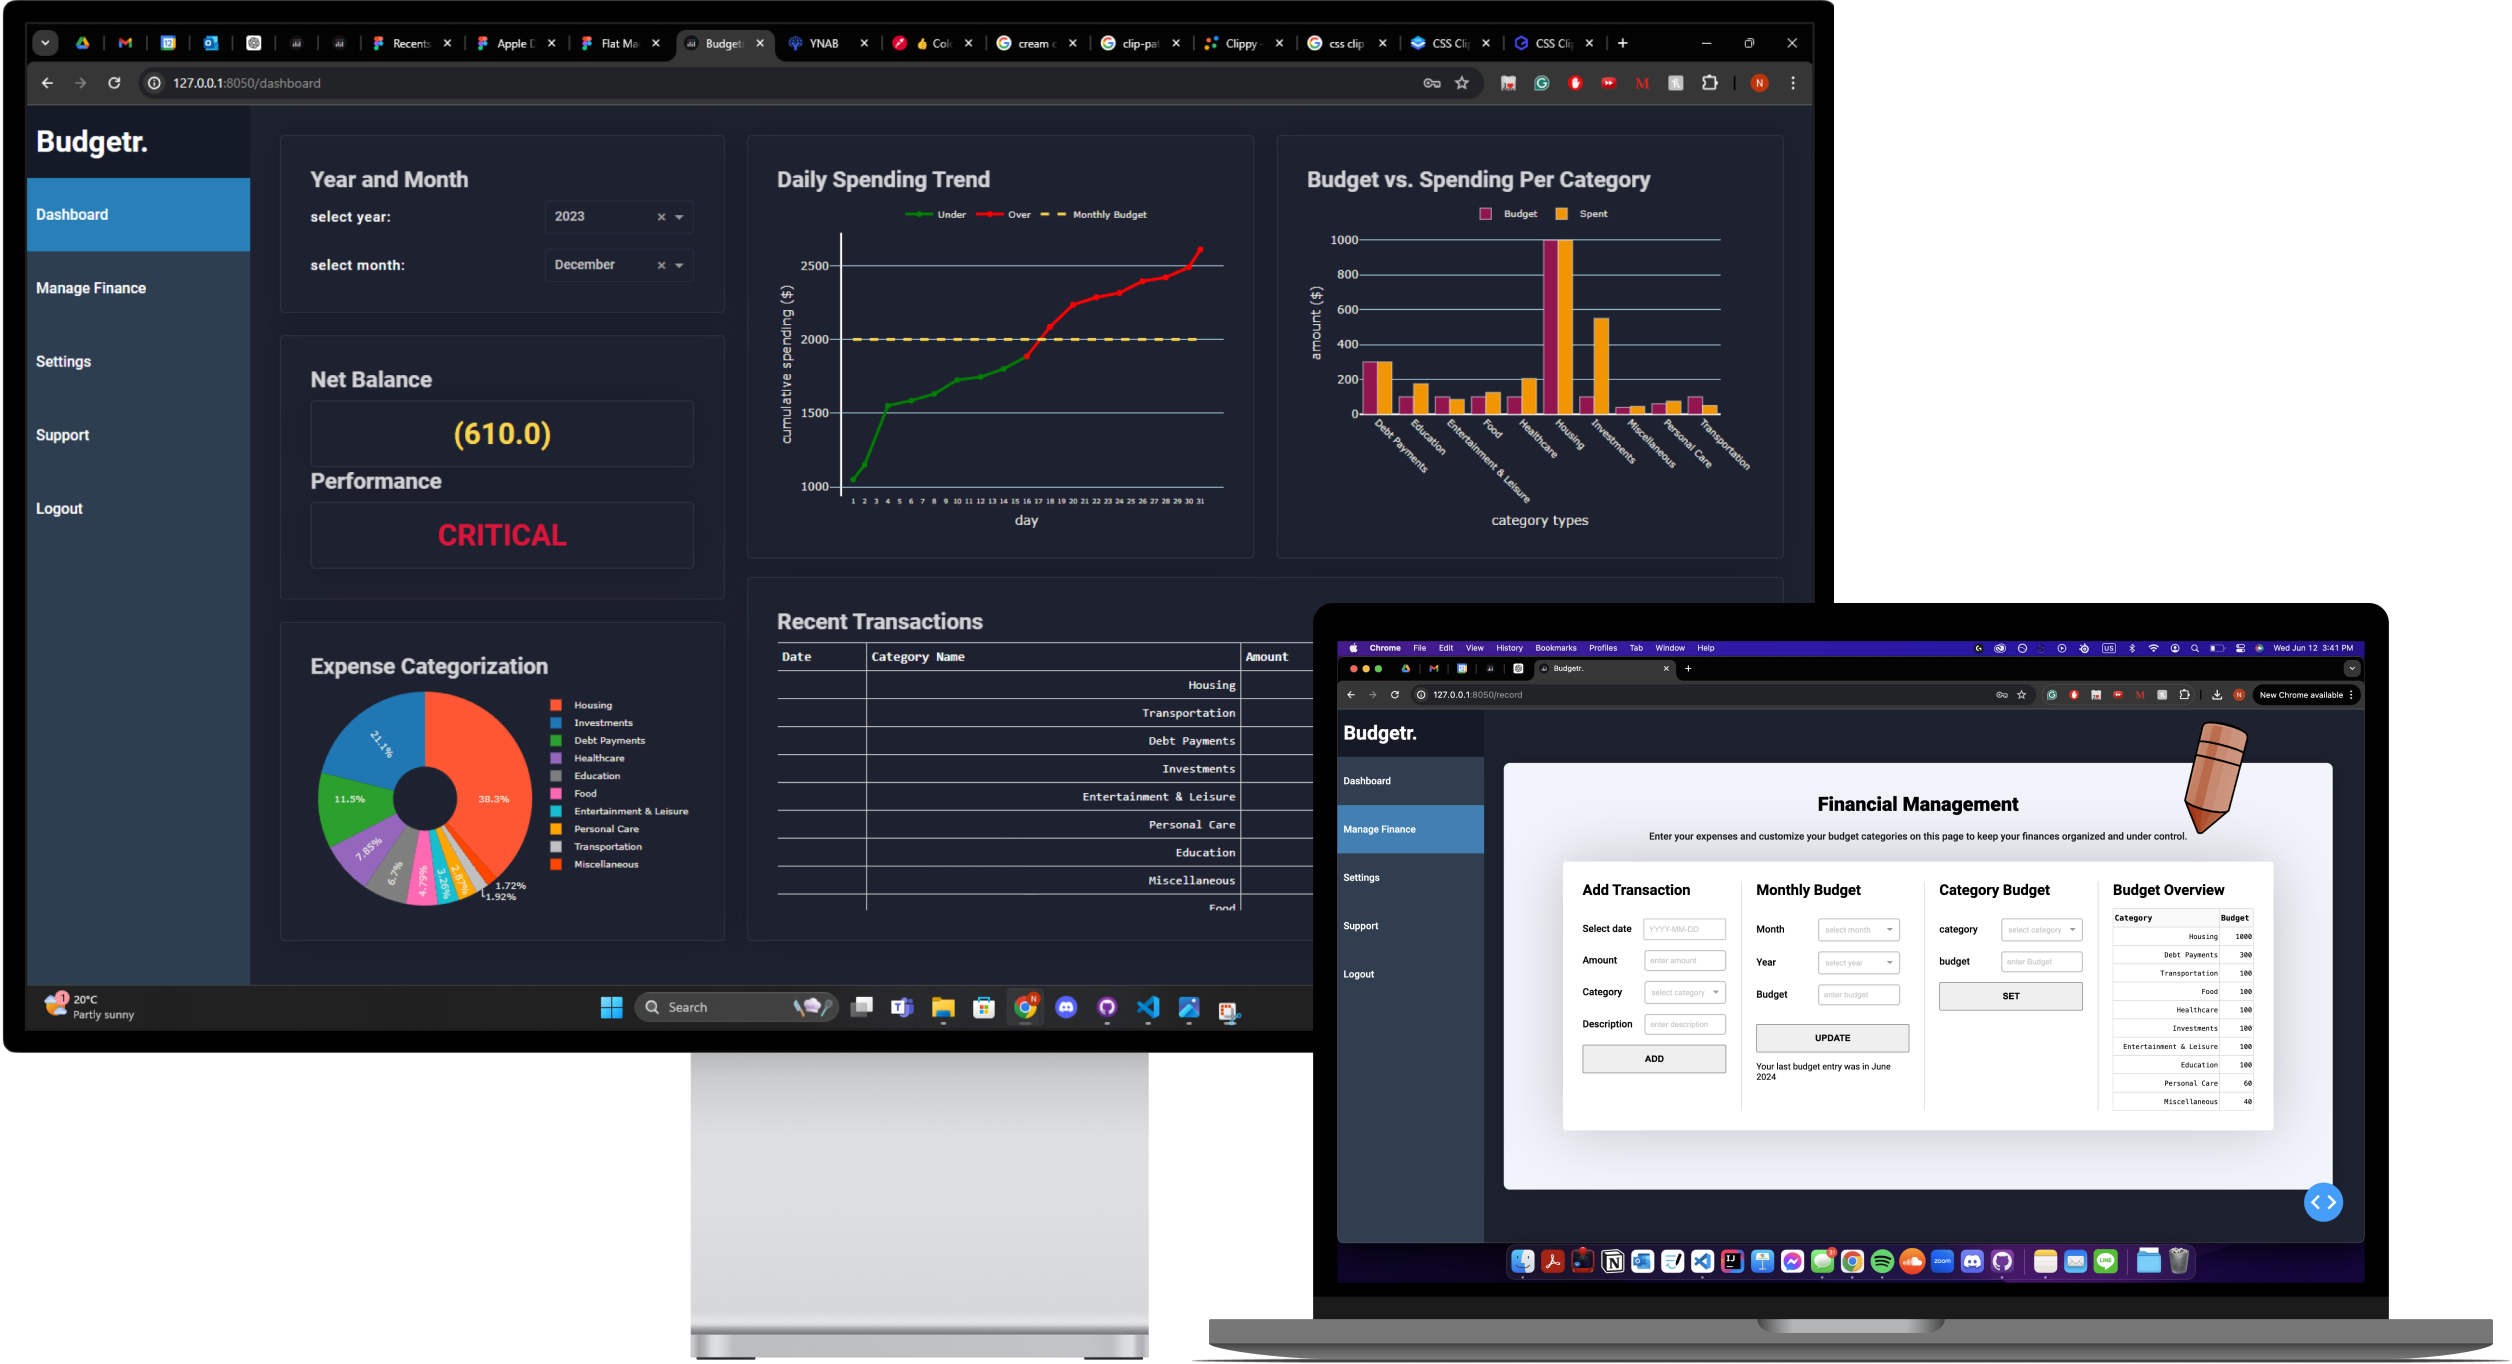 Recents
Apple D
Flat Ma
Budgetr
YNAB
Colo
cream c
clip-pat
Clippy -
css clip
CSS Cli
CSS Cli
127.0.0.1:8050/dashboard
Budgetr.
Dashboard
Manage Finance
Settings
Support
Logout
Year and Month
select year:
2023
select month:
December
Net Balance
(610.0)
Performance
CRITICAL
Expense Categorization
38.3%
21.1%
11.5%
7.85%
6.7%
4.79%
3.26%
2.87%
1.92%
1.72%
Housing
Investments
Debt Payments
Healthcare
Education
Food
Entertainment & Leisure
Personal Care
Transportation
Miscellaneous
Daily Spending Trend
Under Over Monthly Budget
cumulative spending ($)
2500
2000
1500
1000
1 2 3 4 5 6 7 8 9 10 11 12 13 14 15 16 17 18 19 20 21 22 23 24 25 26 27 28 29 30 31
day
Budget vs. Spending Per Category
Budget Spent
amount ($)
1000
800
600
400
200
0
Debt Payments
Education
Entertainment & Leisure
Food
Healthcare
Housing
Investments
Miscellaneous
Personal Care
Transportation
category types
Recent Transactions
Date Category Name Amount
Housing
Transportation
Debt Payments
Investments
Entertainment & Leisure
Personal Care
Education
Miscellaneous
Food
1
20°C
Partly sunny
Search
Chrome File Edit View History Bookmarks Profiles Tab Window Help
US
Wed Jun 12 3:41 PM
Budgetr.
127.0.0.1:8050/record
New Chrome available
Budgetr.
Dashboard
Manage Finance
Settings
Support
Logout
Financial Management
Enter your expenses and customize your budget categories on this page to keep your finances organized and under control.
Add Transaction
Select date YYYY-MM-DD
Amount enter amount
Category select category
Description enter description
ADD
Monthly Budget
Month select month
Year select year
Budget enter budget
UPDATE
Your last budget entry was in June
2024
Category Budget
category select category
budget enter Budget
SET
Budget Overview
Category Budget
Housing 1000
Debt Payments 300
Transportation 100
Food 100
Healthcare 100
Investments 100
Entertainment & Leisure 100
Education 100
Personal Care 60
Miscellaneous 40
zoom
LINE